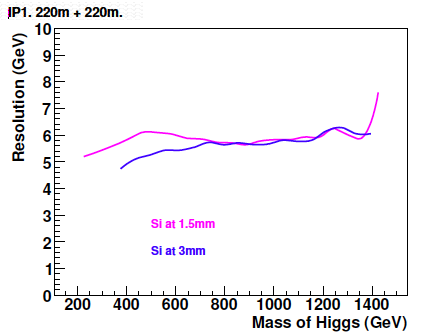 IP1. 220m + 220m.
Resolution (GeV)
10
9
8
7
6
5
4
3
2
1
0
Si at 1.5mm
Si at 3mm
200 400 600 800 1000 1200 1400
Mass of Higgs (GeV)